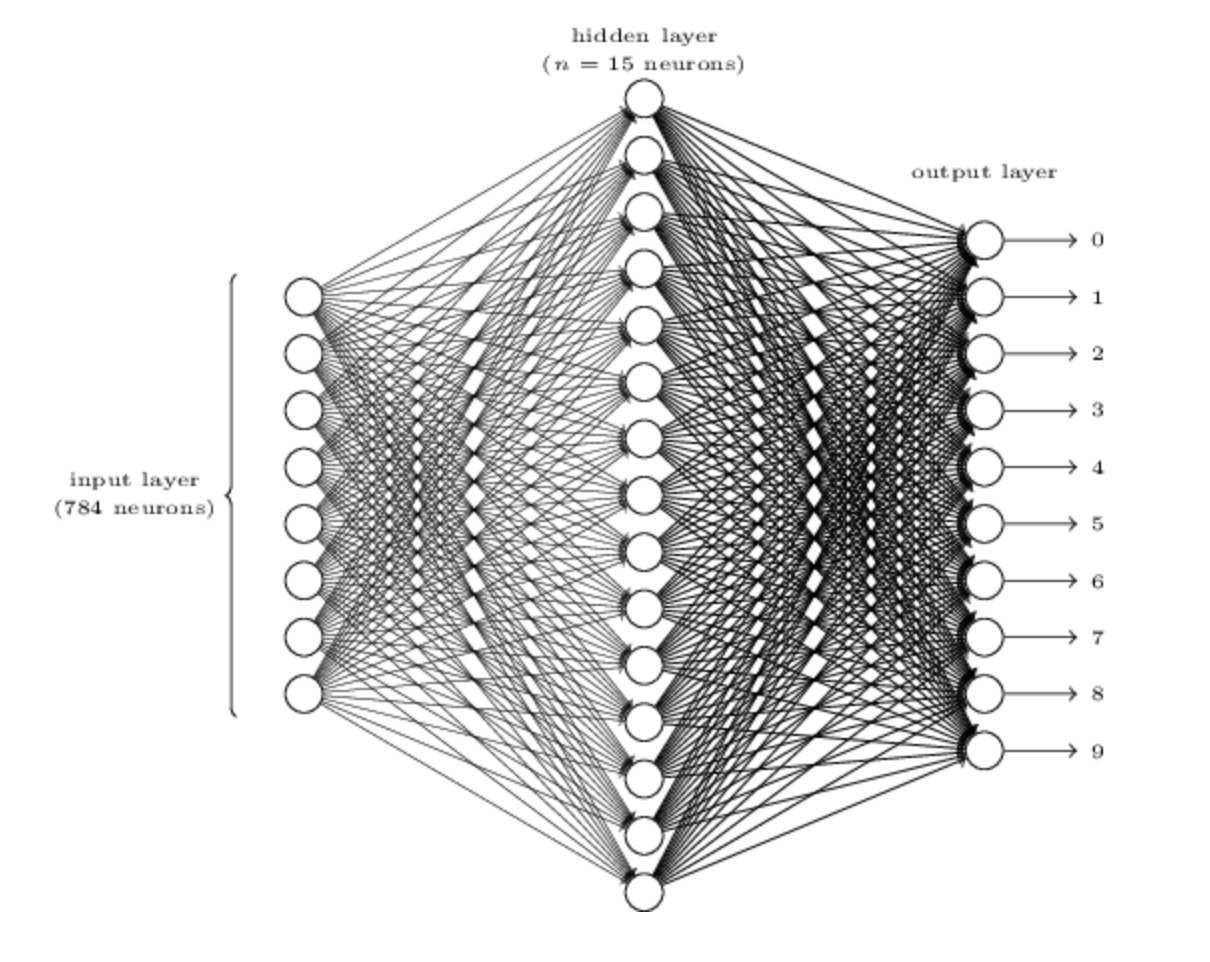 hidden layer
(n = 15 neurons)
output layer
0
1
2
3
input layer
(784 neurons)
4
5
6
7
8
9